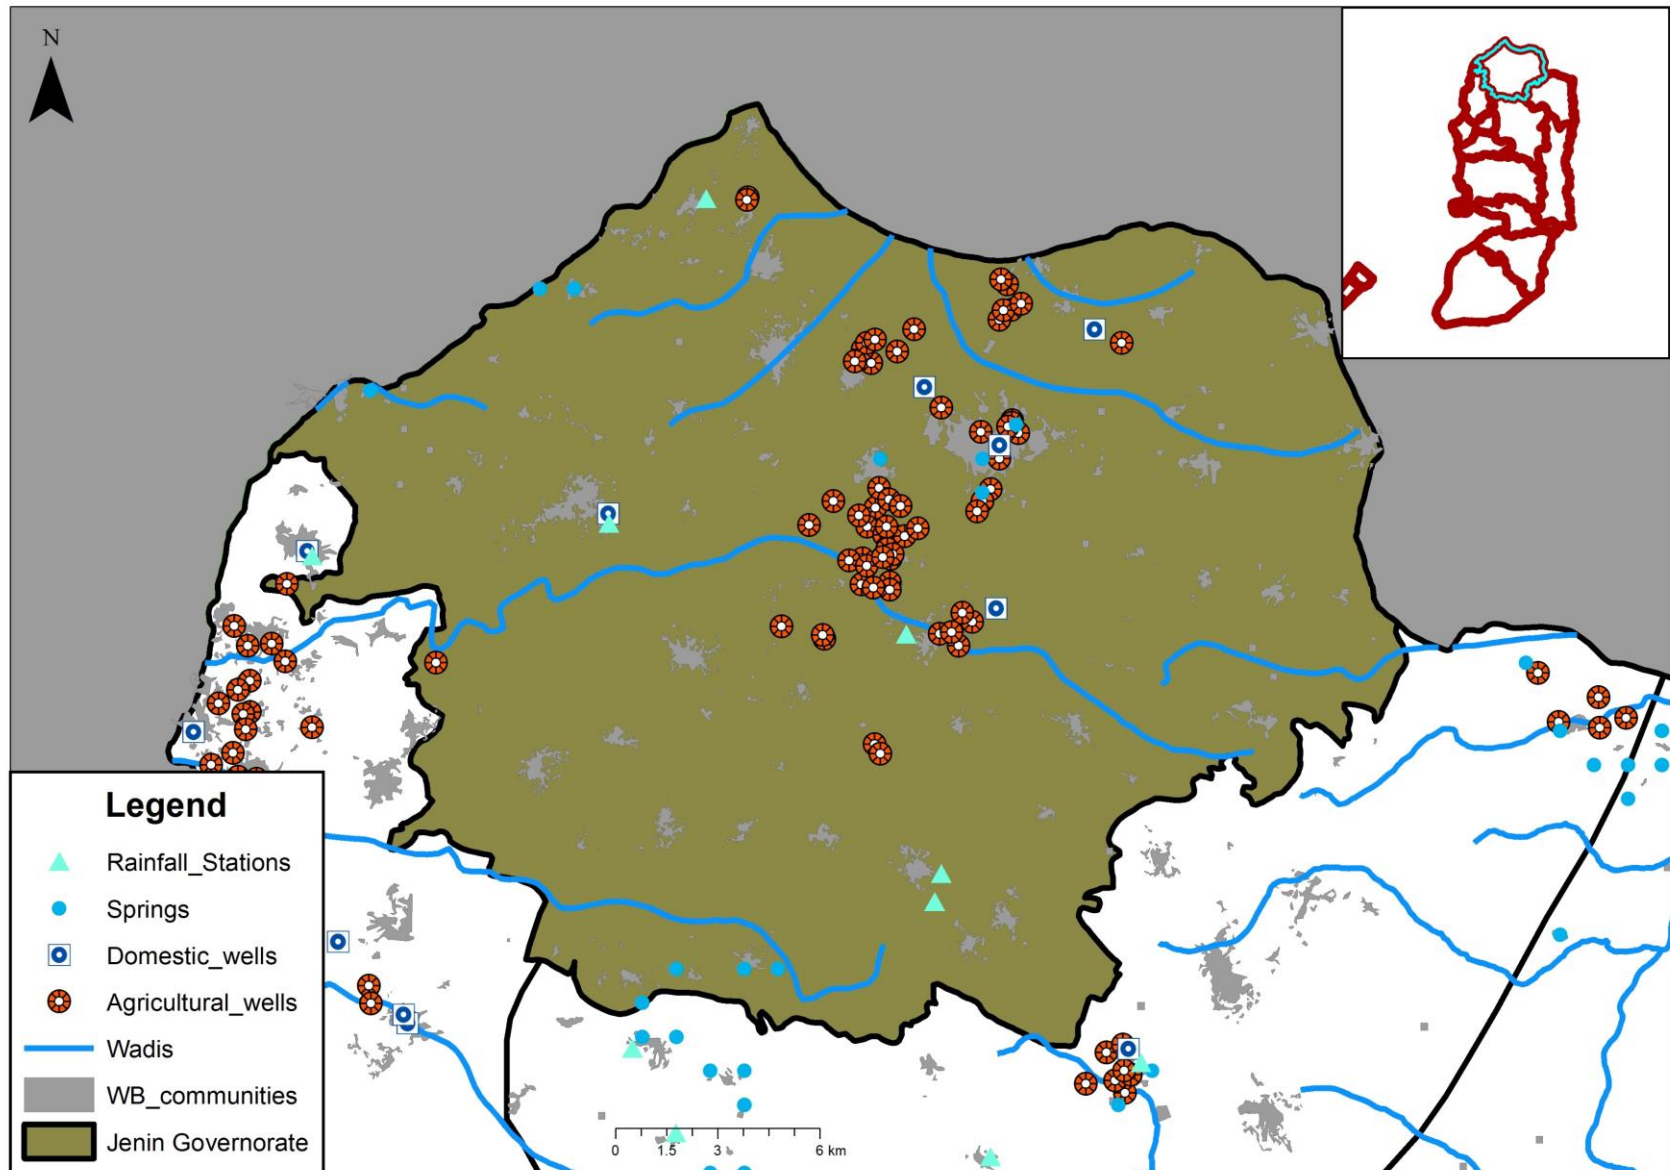 N
Legend
Rainfall_Stations
Springs
Domestic_wells
Agricultural_wells
Wadis
WB_communities
Jenin Governorate
0 1.5 3 6 km